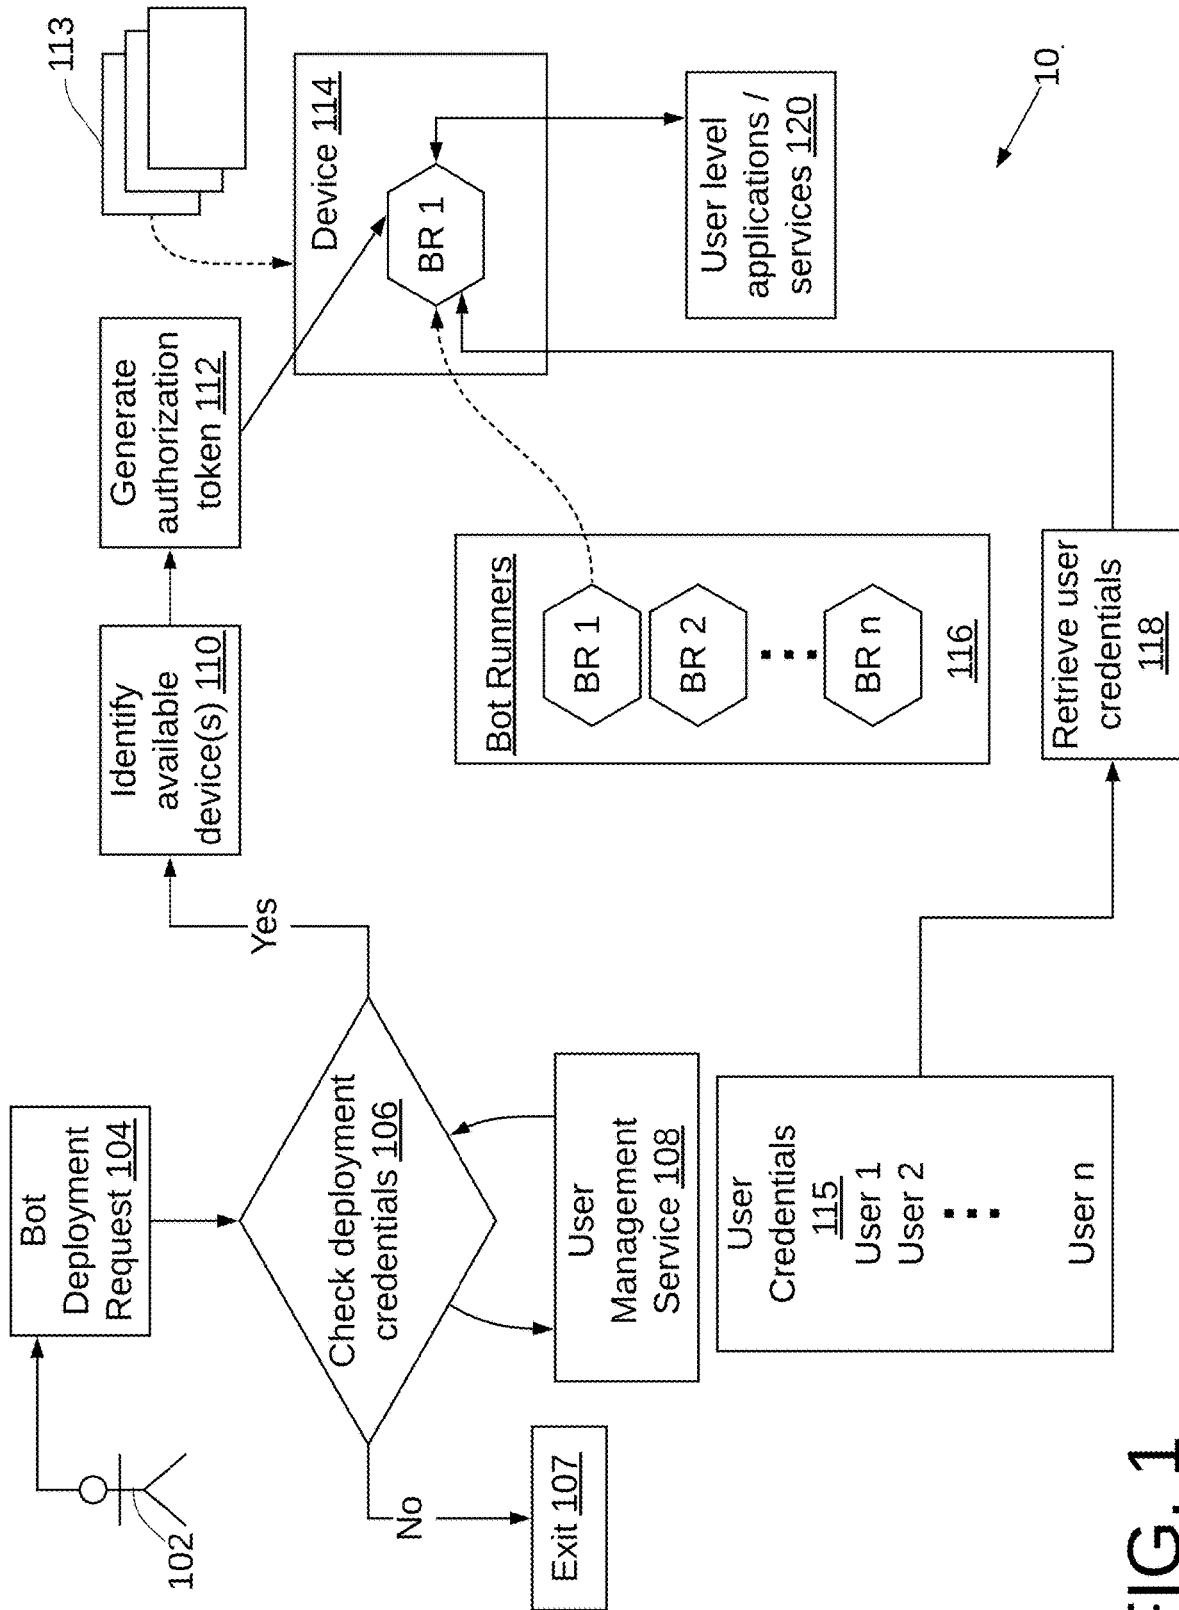 102
Bot
Deployment
Request 104
Check deployment
credentials 106
No
Exit 107
Yes
User
Management
Service 108
User
Credentials
115
User 1
User 2
User n
Identify
available
device(s) 110
Generate
authorization
token 112
113
Device 114
BR 1
Bot Runners
BR 1
BR 2
BR n
116
Retrieve user
credentials
118
User level
applications /
services 120
10
FIG. 1